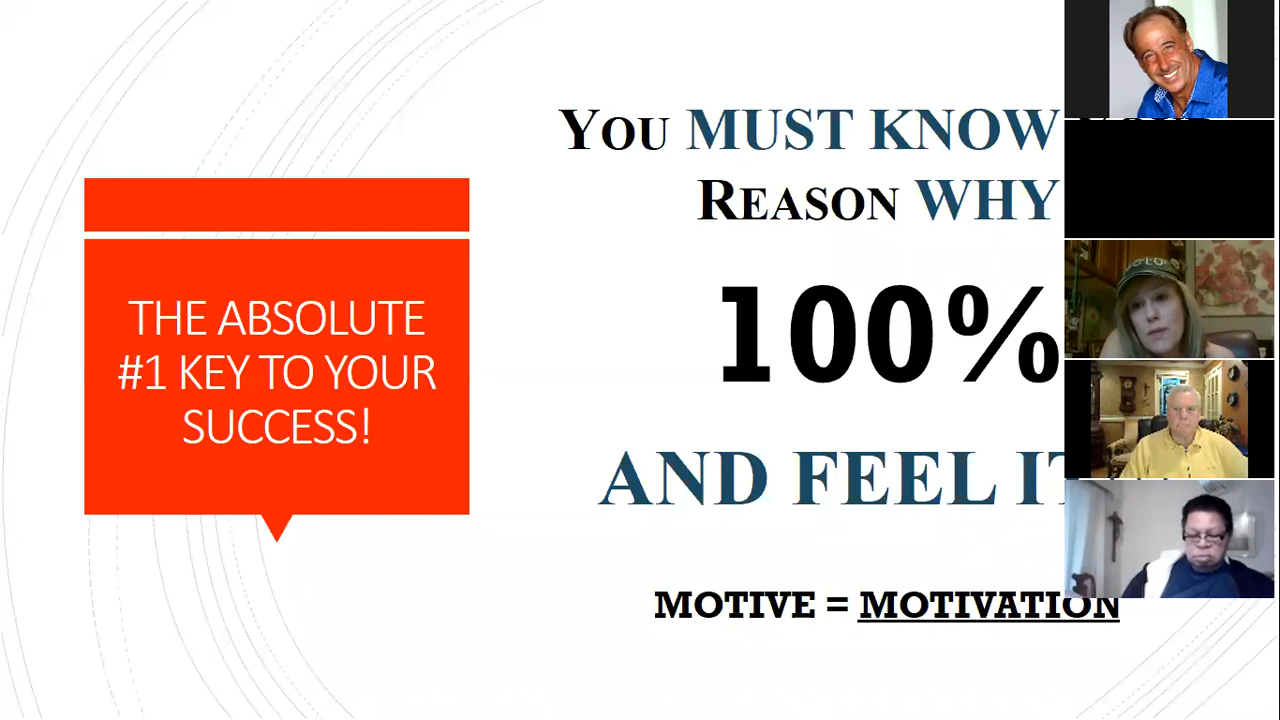 THE ABSOLUTE
#1 KEY TO YOUR
SUCCESS!
YOU MUST KNOW
REASON WHY
100%
AND FEEL IT
MOTIVE = MOTIVATION